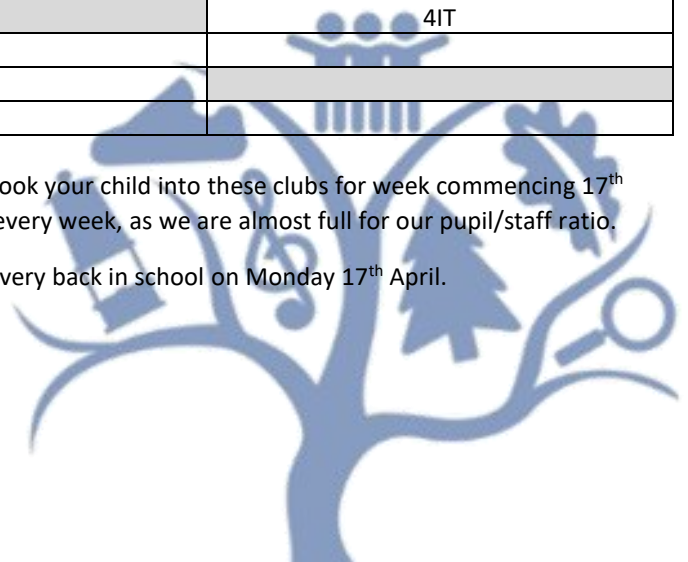 4IT
ook your child into these clubs for week commencing 17th
every week, as we are almost full for our pupil/staff ratio.
very back in school on Monday 17th April.